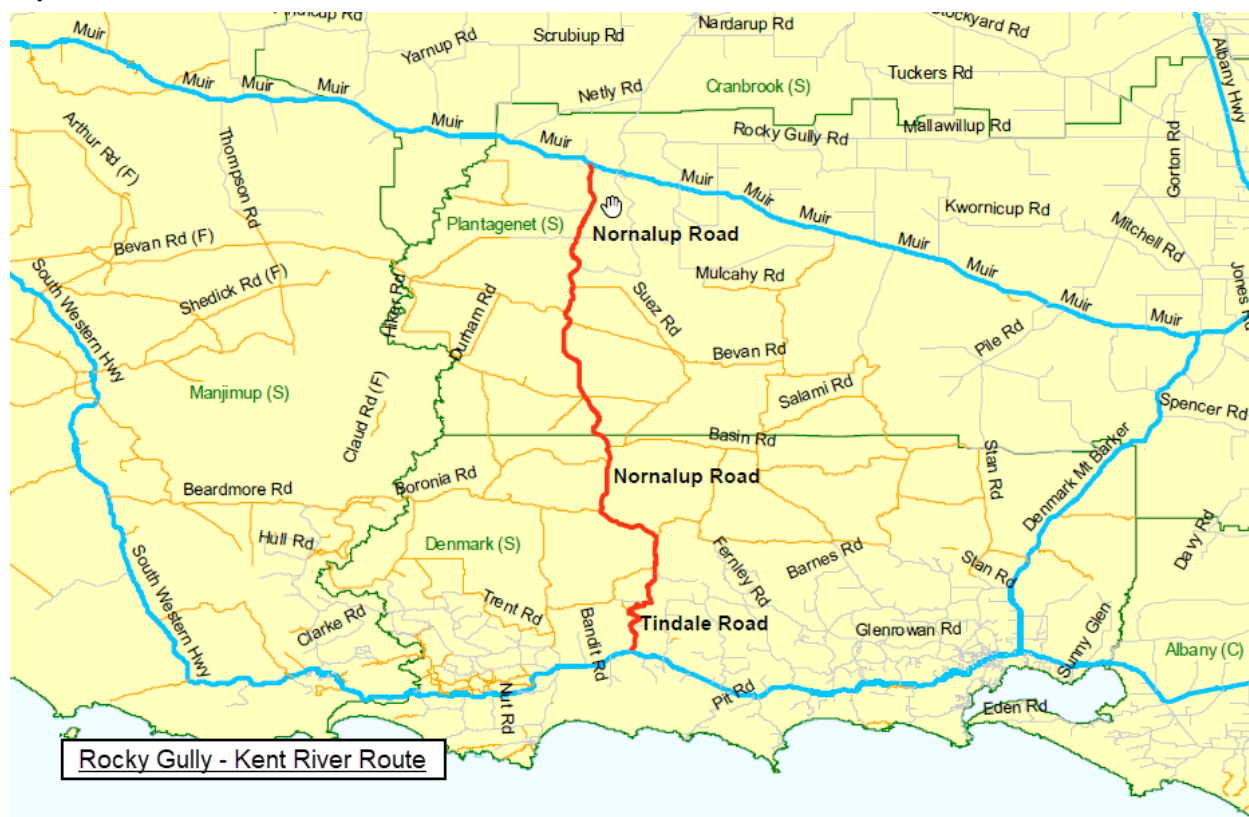 Stockyard Rd
Nardarup Rd
Scrubiup Rd
Muir
Yarnup Rd
Albany Hwy
Tuckers Rd
Muir
Muir
Muir
Netly Rd
Cranbrook (S)
Muir
Muir
Rocky Gully Rd
Mallawillup Rd
Arthur Rd (F)
Thompson Rd
Gorton Rd
Muir
Muir
Muir
Kwornicup Rd
Plantagenet (S)
Nornalup Road
Mitchell Rd
Bevan Rd (F)
Muir
South Western Hwy
Shedick Rd (F)
Hiker Rd
Mulcahy Rd
Muir
Jones Rd
Durham Rd
Suez Rd
Muir
Muir
Pile Rd
Bevan Rd
Manjimup (S)
Salami Rd
Claud Rd (F)
Spencer Rd
Basin Rd
Stan Rd
Denmark Mt Barker
Nornalup Road
Boronia Rd
Beardmore Rd
Hull Rd
Denmark (S)
Fernley Rd
Barnes Rd
Stan Rd
Davy Rd
South Western Hwy
Trent Rd
Bandit Rd
Clarke Rd
Tindale Road
Glenrowan Rd
Sunny Glen
Albany (C)
Nut Rd
Pit Rd
Eden Rd
Rocky Gully - Kent River Route